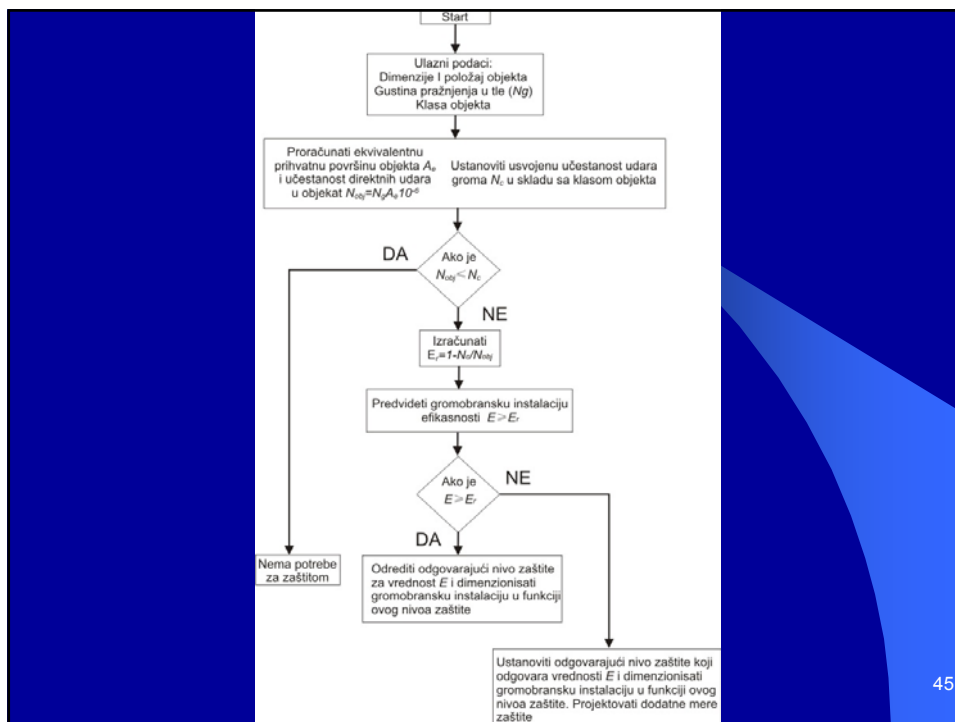 Start
Ulazni podaci:
Dimenzije I položaj objekta
Gustina pražnjenja u tle (Ng)
Klasa objekta
Proračunati ekvivalentnu
prihvatnu površinu objekta Ae
i učestanost direktnih udara
u objekat Nobj=NgAe10-6
Ustanoviti usvojenu učestanost udara
groma Nc u skladu sa klasom objekta
DA
Ako je
Nobj<Nc
NE
Izračunati
Er=1-Nc/Nobj
Predvideti gromobransku instalaciju
efikasnosti E⩾Er
Ako je
E⩾Er
NE
DA
Nema potrebe
za zaštitom
Odrediti odgovarajući nivo zaštite
za vrednost E i dimenzionisati
gromobransku instalaciju u funkciji
ovog nivoa zaštite
Ustanoviti odgovarajući nivo zaštite koji
odgovara vrednosti E i dimenzionisati
gromobransku instalaciju u funkciji ovog
nivoa zaštite. Projektovati dodatne mere
zaštite
45